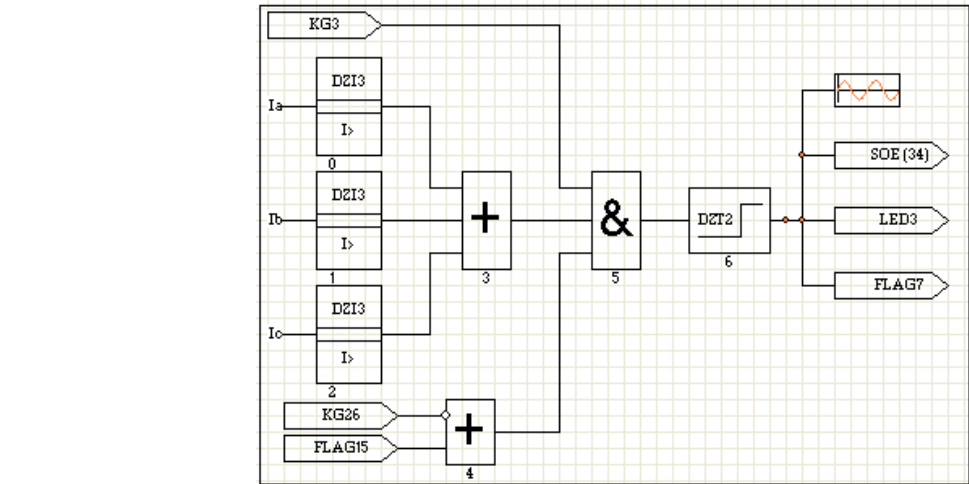 KG3
DZI3
Ia
I>
0
DZI3
Ib
I>
1
DZI3
Ic
I>
2
+
3
&
5
DZT2
6
SOE(34)
LED3
FLAG7
KG26
FLAG15
+
4